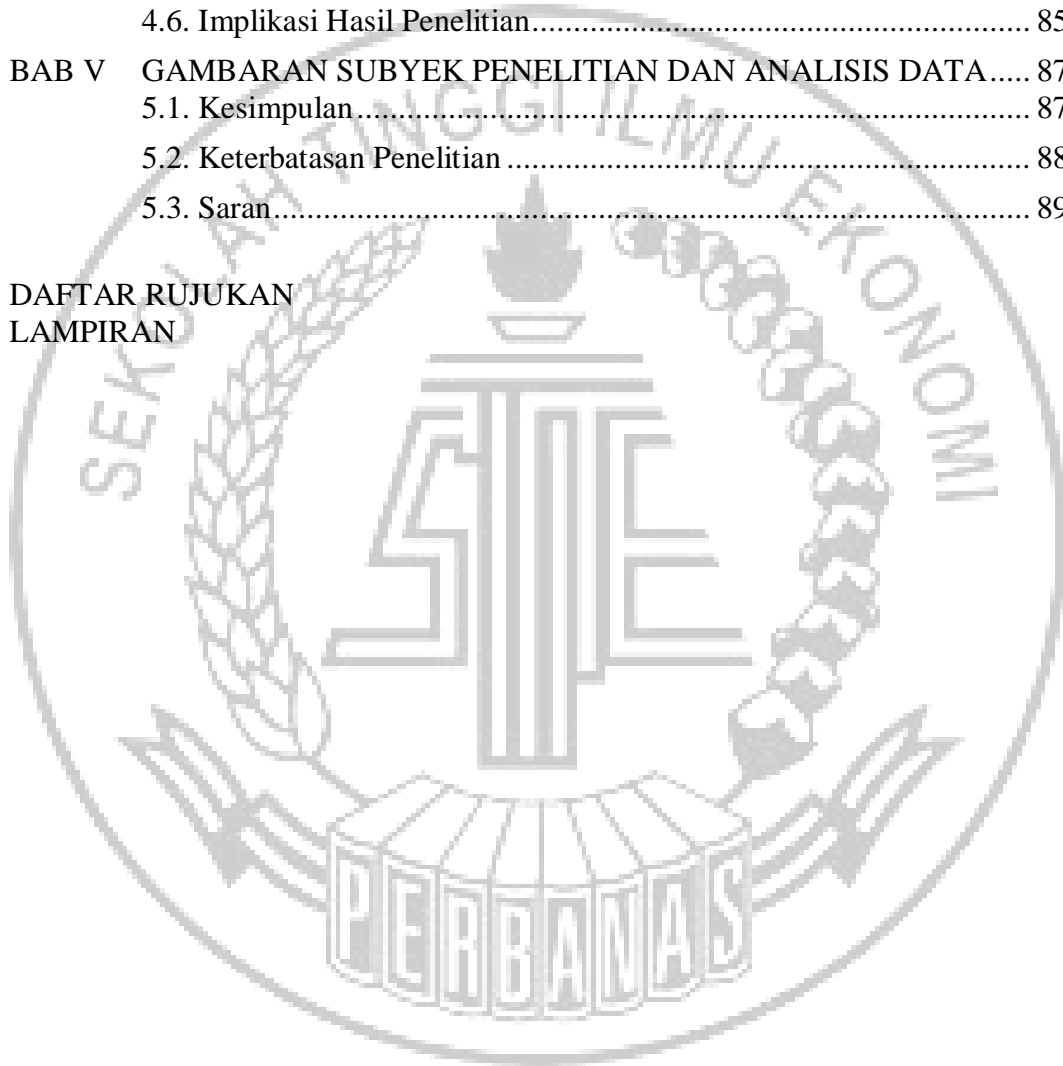 4.6. Implikasi Hasil Penelitian........................................................ 85
BAB V GAMBARAN SUBYEK PENELITIAN DAN ANALISIS DATA..... 87
5.1. Kesimpulan........................................................................... 87
5.2. Keterbatasan Penelitian ........................................................ 88
5.3. Saran..................................................................................... 89
DAFTAR RUJUKAN
LAMPIRAN
SEKOLAH TINGGI ILMU EKONOMI
STIE
PERBANAS